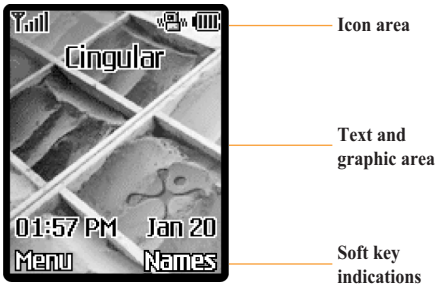 Icon area
Cingular
Text and
graphic area
01:57 PM Jan 20
Menu Names
Soft key
indications